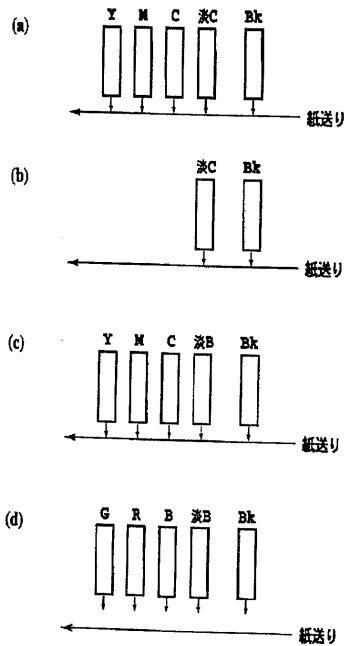 (a)
Y M C 淡C Bk
紙送り
(b)
淡C Bk
紙送り
(c)
Y M C 淡B Bk
紙送り
(d)
G R B 淡B Bk
紙送り